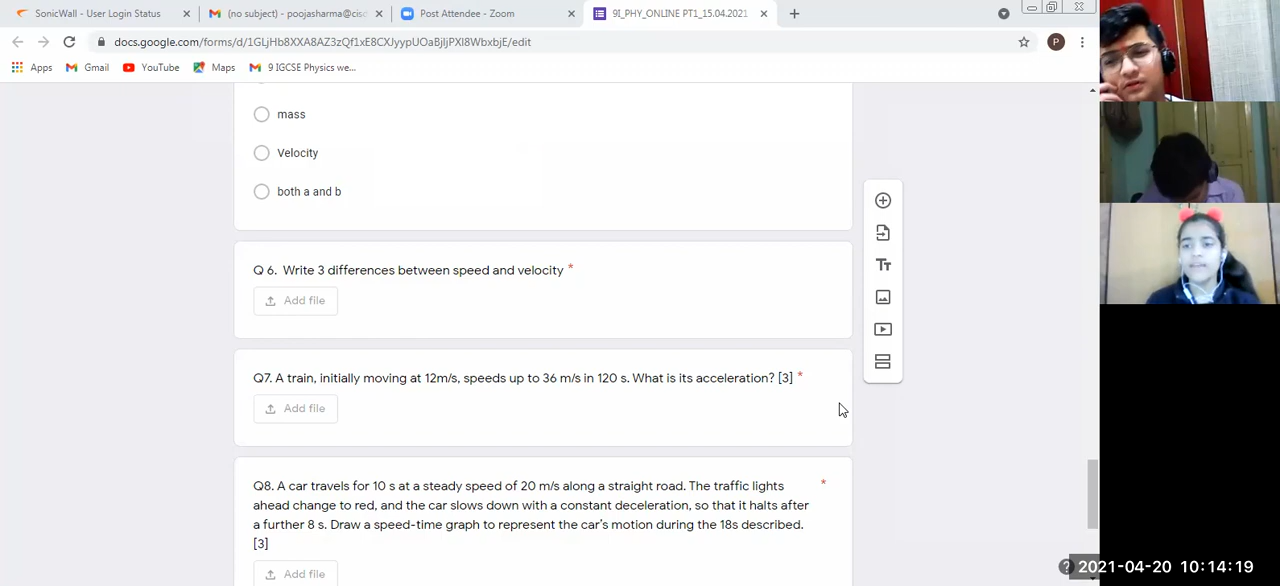 SonicWall - User Login Status
(no subject) - poojasharma@cisd
Post Attendee - Zoom
9I_PHY_ONLINE PT1_15.04.2021
docs.google.com/forms/d/1GLjHb8XXA8AZ3zQf1xE8CXJyypUOaBjIjPXI8WbxbjE/edit
P
Apps
Gmail
YouTube
Maps
9 IGCSE Physics we...
mass
Velocity
both a and b
Q 6. Write 3 differences between speed and velocity *
Add file
Q7. A train, initially moving at 12m/s, speeds up to 36 m/s in 120 s. What is its acceleration? [3] *
Add file
Q8. A car travels for 10 s at a steady speed of 20 m/s along a straight road. The traffic lights *
ahead change to red, and the car slows down with a constant deceleration, so that it halts after
a further 8 s. Draw a speed-time graph to represent the car's motion during the 18s described.
[3]
Add file
Tт
2021-04-20 10:14:19